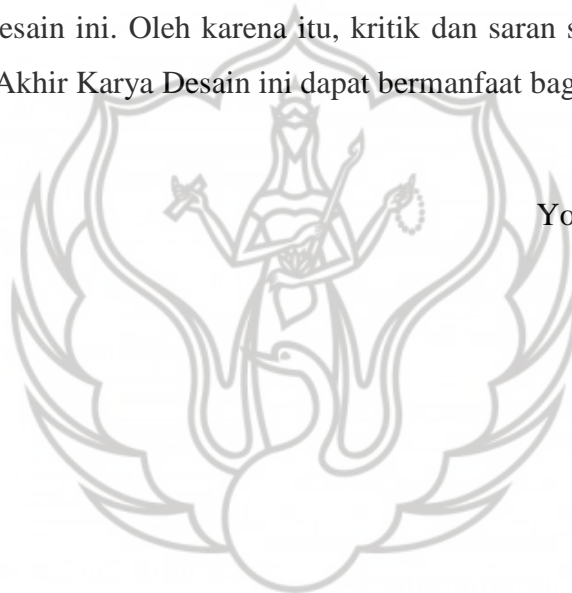 esain ini. Oleh karena itu, kritik dan saran s
Akhir Karya Desain ini dapat bermanfaat bag
Yo